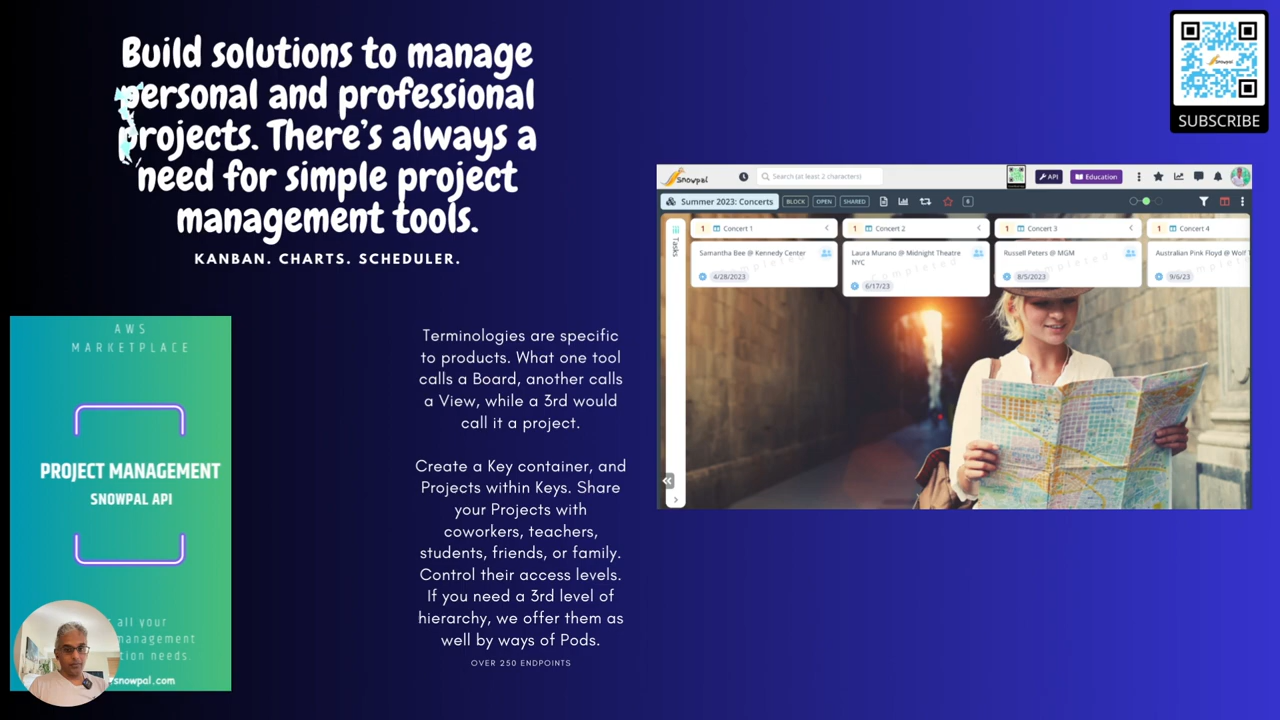 Build solutions to manage
personal and professional
projects. There's always a
need for simple project
management tools.
KANBAN. CHARTS. SCHEDULER.
SUBSCRIBE
AWS
MARKETPLACE
PROJECT MANAGEMENT
SNOWPAL API
all your
management
needs.
snowpal.com
Terminologies are specific
to products. What one tool
calls a Board, another calls
a View, while a 3rd would
call it a project.
Create a Key container, and
Projects within Keys. Share
your Projects with
coworkers, teachers,
students, friends, or family.
Control their access levels.
If you need a 3rd level of
hierarchy, we offer them as
well by ways of Pods.
OVER 250 ENDPOINTS
snowpal
Search (at least 2 characters)
API
Education
Summer 2023: Concerts
BLOCK
OPEN
SHARED
Tasks
1 Concert 1
Samantha Bee @ Kennedy Center
completed
4/28/2023
1 Concert 2
Laura Murano @ Midnight Theatre
NYC
completed
6/17/23
1 Concert 3
Russell Peters @ MGM
completed
8/5/2023
1 Concert 4
Australian Pink Floyd @ Wolf T
9/6/23